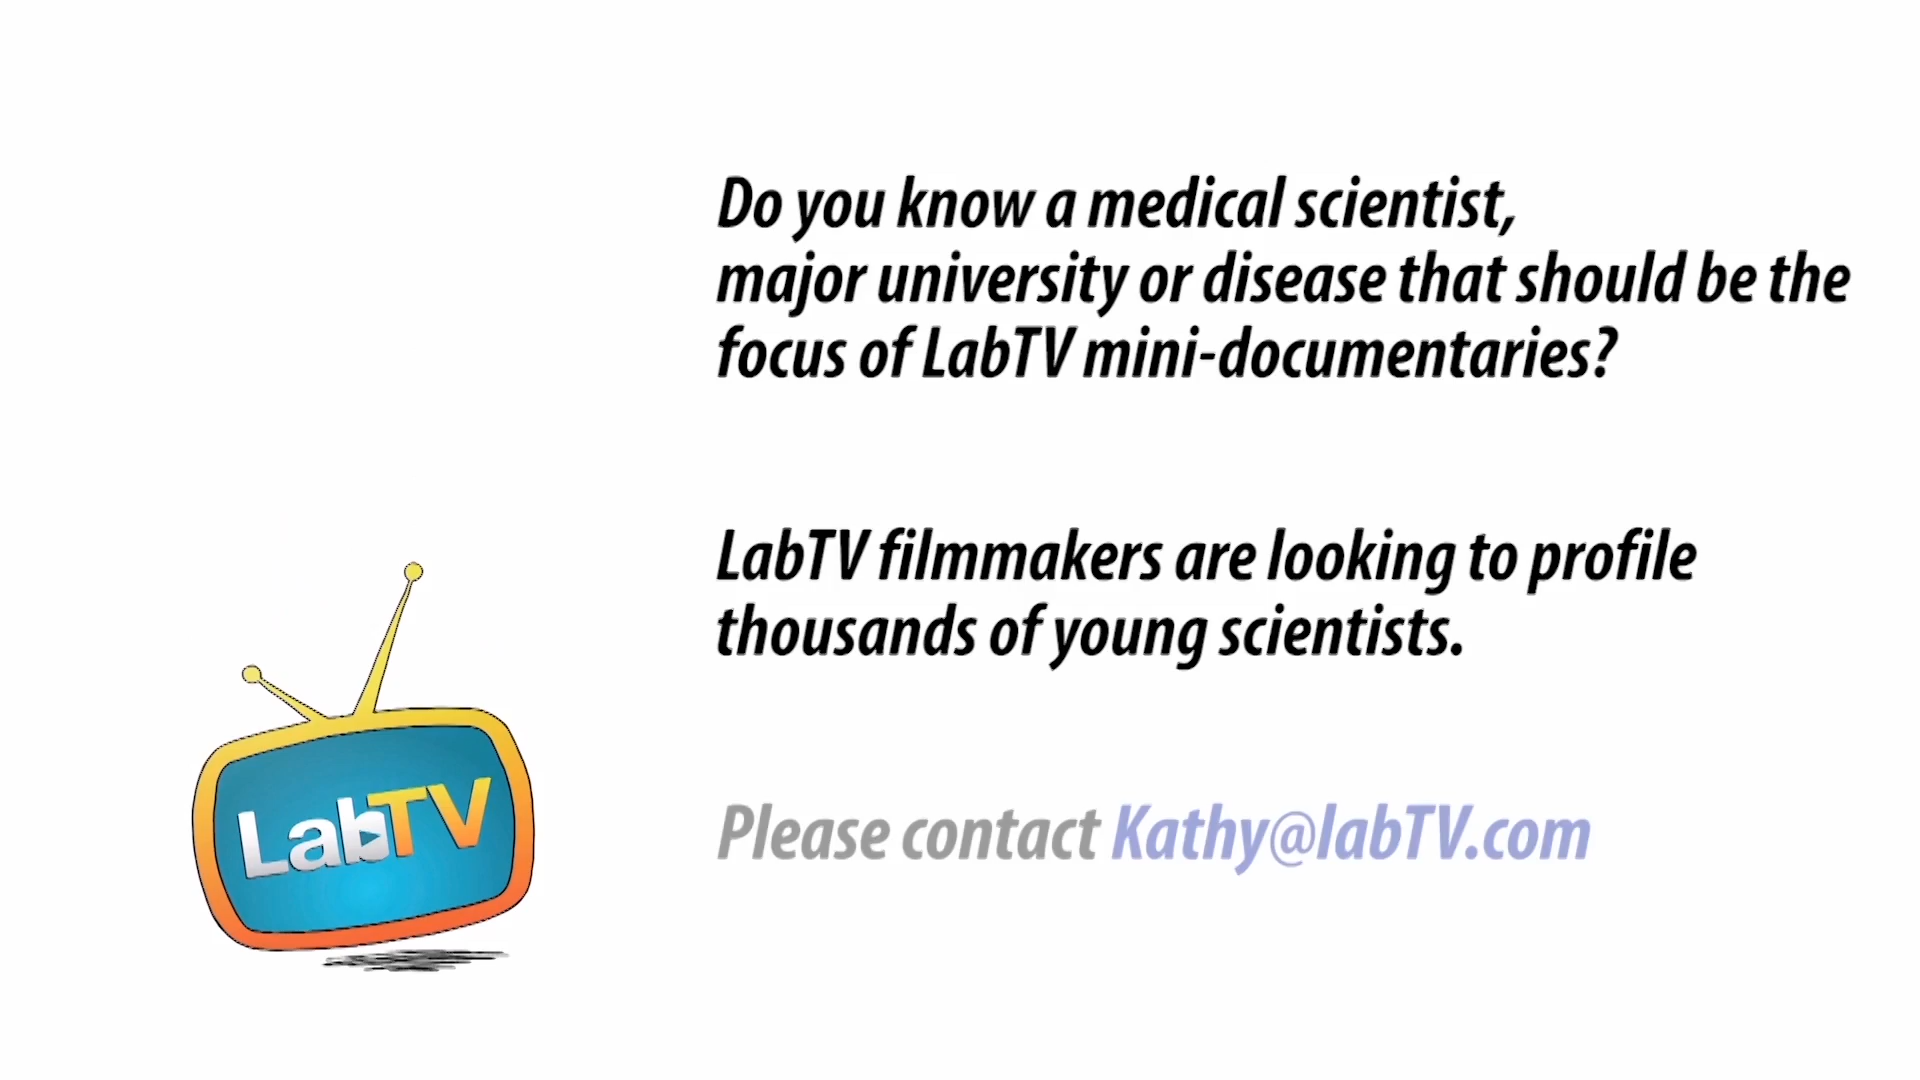 Do you know a medical scientist,
major university or disease that should be the
focus of LabTV mini-documentaries?
LabTV filmmakers are looking to profile
thousands of young scientists.
LabTV
Please contact Kathy@labTV.com